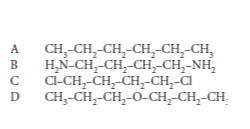 A CH₃-CH₂-CH₂-CH₂-CH₂-CH₃
B H₂N-CH₂-CH₂-CH₂-CH₂-NH₂
C Cl-CH₂-CH₂-CH₂-CH₂-Cl
D CH₃-CH₂-CH₂-O-CH₂-CH₂-CH₃